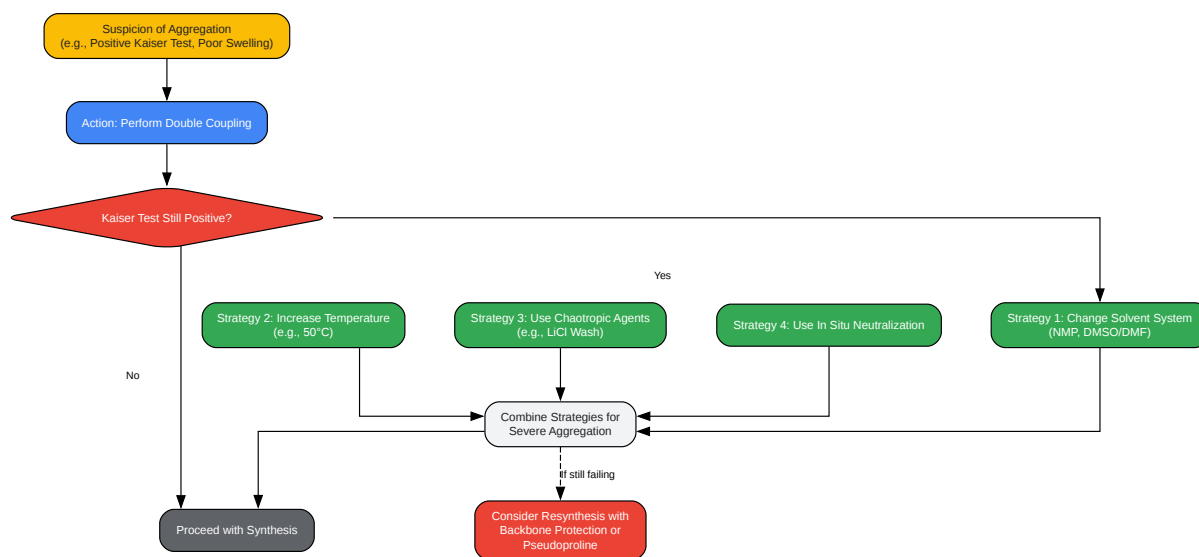 Suspicion of Aggregation
(e.g., Positive Kaiser Test, Poor Swelling)
Action: Perform Double Coupling
Kaiser Test Still Positive?
Yes
Strategy 2: Increase Temperature
(e.g., 50°C)
Strategy 3: Use Chaotropic Agents
(e.g., LiCl Wash)
Strategy 4: Use In Situ Neutralization
Strategy 1: Change Solvent System
(NMP, DMSO/DMF)
No
Combine Strategies for
Severe Aggregation
If still failing
Proceed with Synthesis
Consider Resynthesis with
Backbone Protection or
Pseudoproline